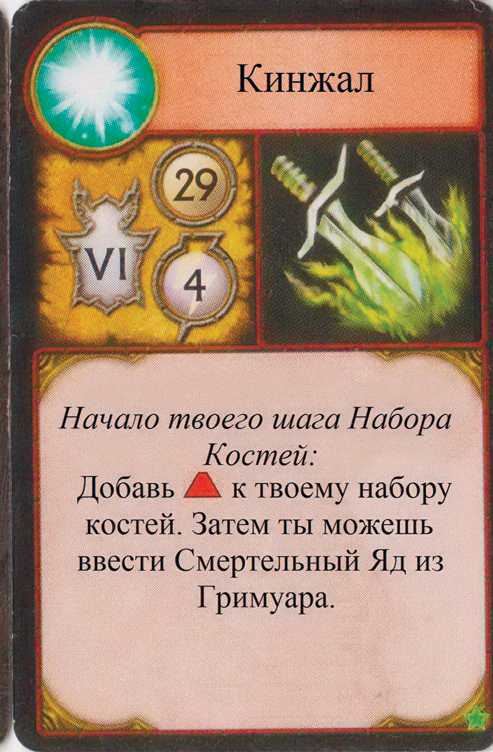 Кинжал
29
VI
4
Начало твоего шага Набора
Костей:
Добавь к твоему набору
костей. Затем ты можешь
ввести Смертельный Яд из
Гримуара.